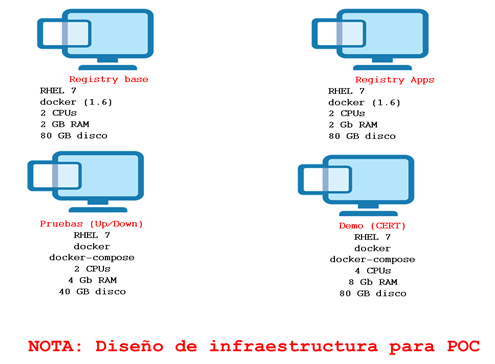 Registry base
RHEL 7
docker (1.6)
2 CPUs
2 GB RAM
80 GB disco
Registry Apps
RHEL 7
docker (1.6)
2 CPUs
2 Gb RAM
80 GB disco
Pruebas (Up/Down)
RHEL 7
docker
docker-compose
2 CPUs
4 Gb RAM
40 GB disco
Demo (CERT)
RHEL 7
docker
docker-compose
4 CPUs
8 Gb RAM
80 GB disco
NOTA: Diseño de infraestructura para POC